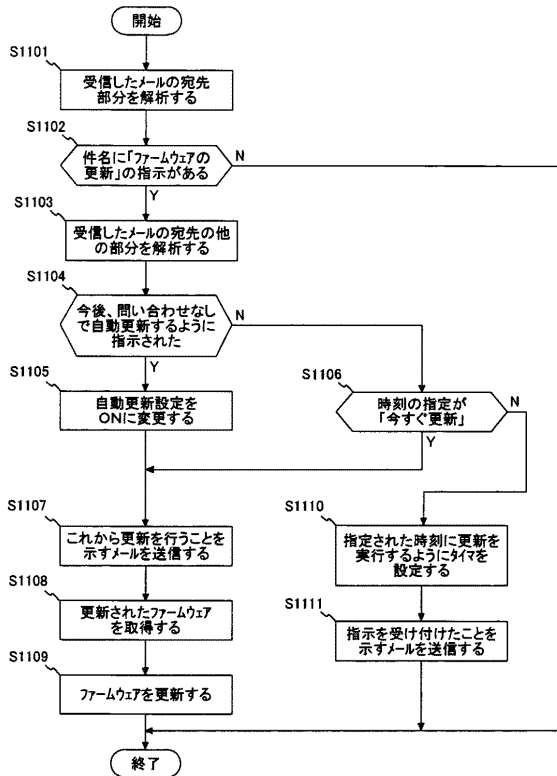 開始
S1101
受信したメールの宛先
部分を解析する
S1102
件名に「ファームウェアの
更新」の指示がある
N
Y
S1103
受信したメールの宛先の他
の部分を解析する
S1104
今後、問い合わせなし
で自動更新するように
指示された
N
Y
S1105
自動更新設定を
ONに変更する
S1106
時刻の指定が
「今すぐ更新」
N
Y
S1107
これから更新を行うことを
示すメールを送信する
S1108
更新されたファームウェア
を取得する
S1109
ファームウェアを更新する
S1110
指定された時刻に更新を
実行するようにタイマを
設定する
S1111
指示を受け付けたことを
示すメールを送信する
終了